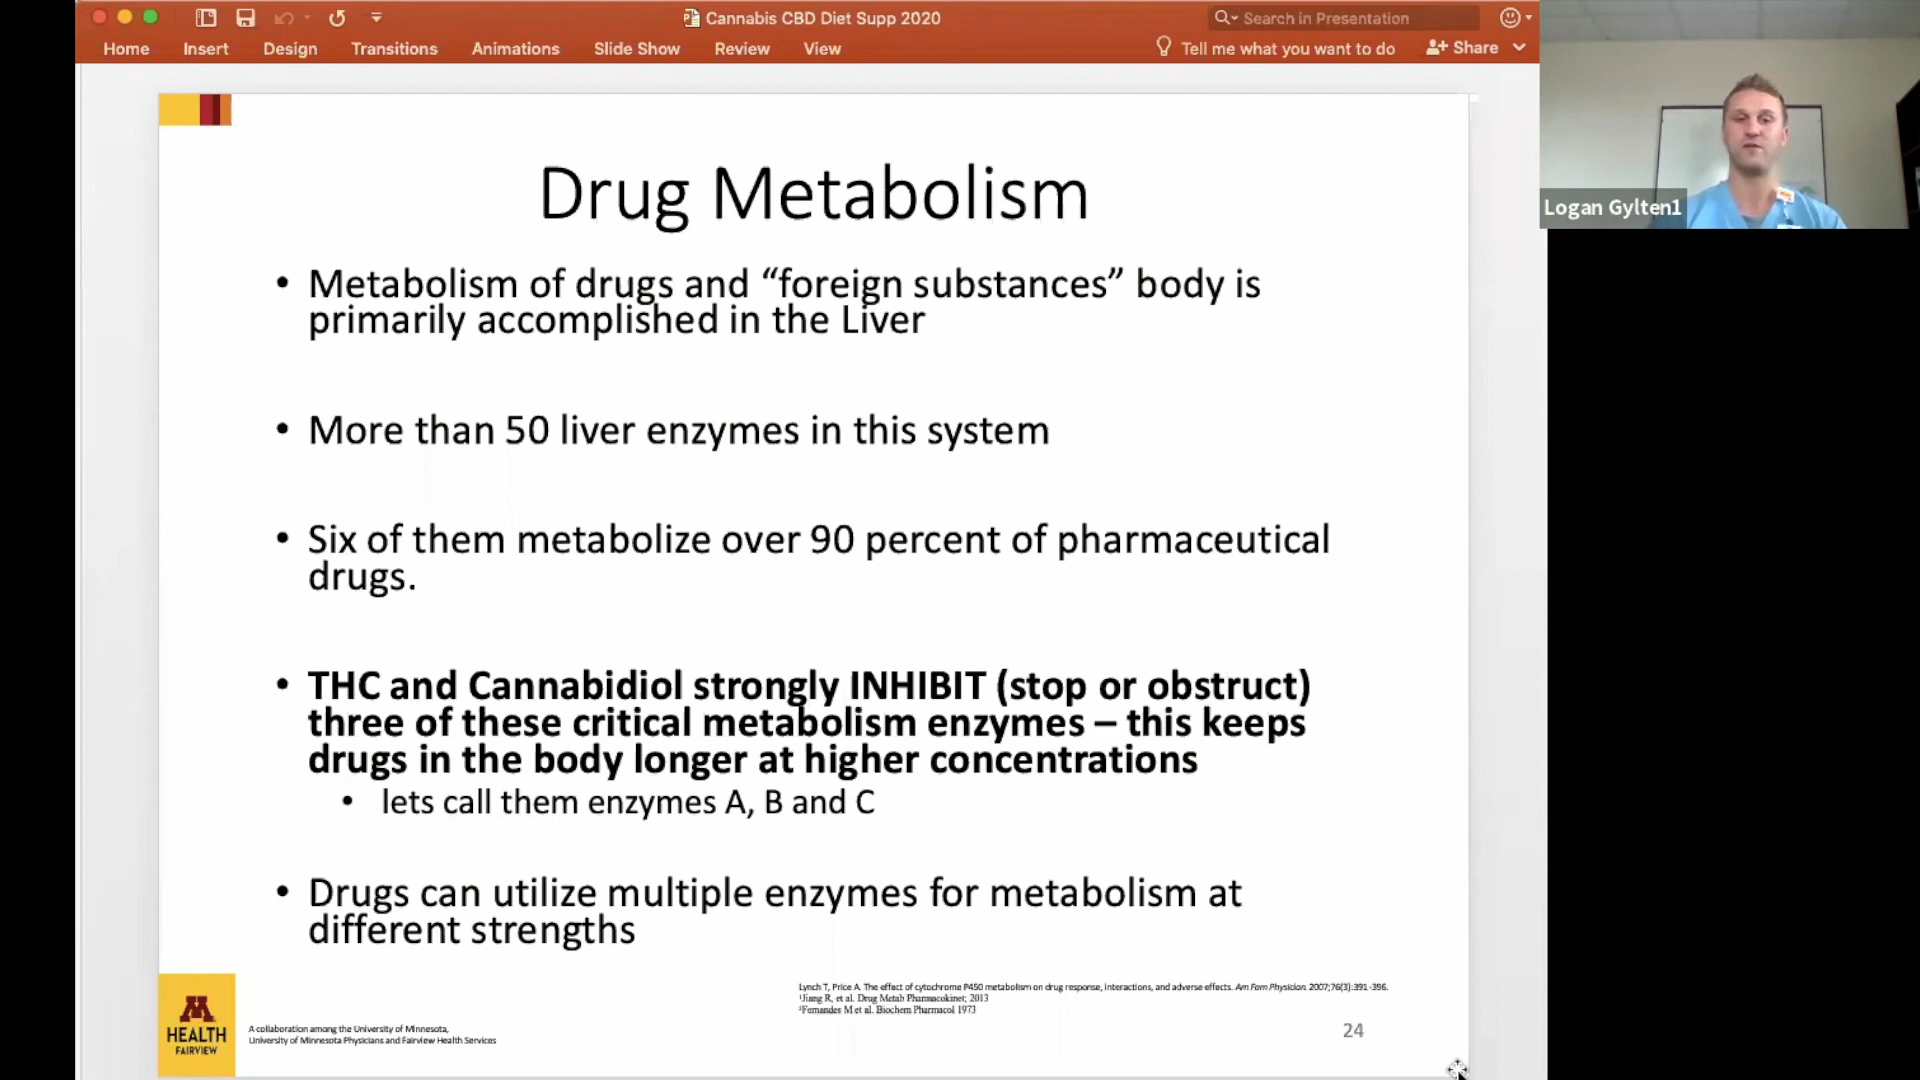 Cannabis CBD Diet Supp 2020
Search in Presentation
Home Insert Design Transitions Animations Slide Show Review View
Tell me what you want to do
Share
Logan Gylten1
Drug Metabolism
• Metabolism of drugs and “foreign substances” body is
primarily accomplished in the Liver
• More than 50 liver enzymes in this system
• Six of them metabolize over 90 percent of pharmaceutical
drugs.
• THC and Cannabidiol strongly INHIBIT (stop or obstruct)
three of these critical metabolism enzymes – this keeps
drugs in the body longer at higher concentrations
• lets call them enzymes A, B and C
• Drugs can utilize multiple enzymes for metabolism at
different strengths
Lynch T, Price A. The effect of cytochrome P450 metabolism on drug response, interactions, and adverse effects. Am Fam Physician. 2007;76(3):391-396.
¹Jiang R, et al. Drug Metab Pharmacokinet; 2013
²Fernandes M et al. Biochem Pharmacol 1973
M
HEALTH
FAIRVIEW
A collaboration among the University of Minnesota,
University of Minnesota Physicians and Fairview Health Services
24